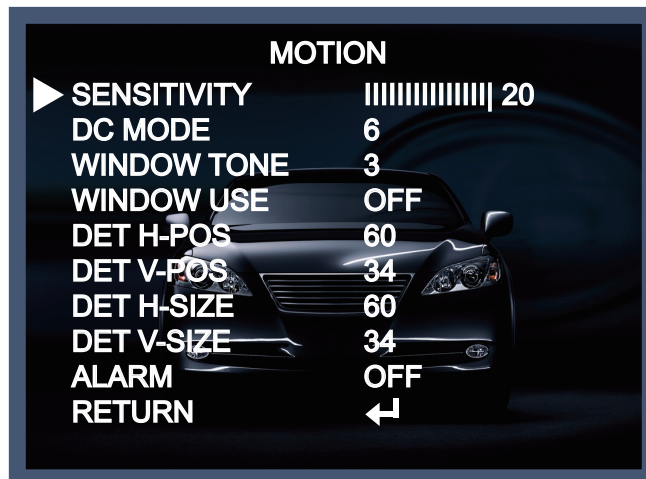 MOTION
SENSITIVITY |||||||||||||||| 20
DC MODE 6
WINDOW TONE 3
WINDOW USE OFF
DET H-POS 60
DET V-POS 34
DET H-SIZE 60
DET V-SIZE 34
ALARM OFF
RETURN ↵